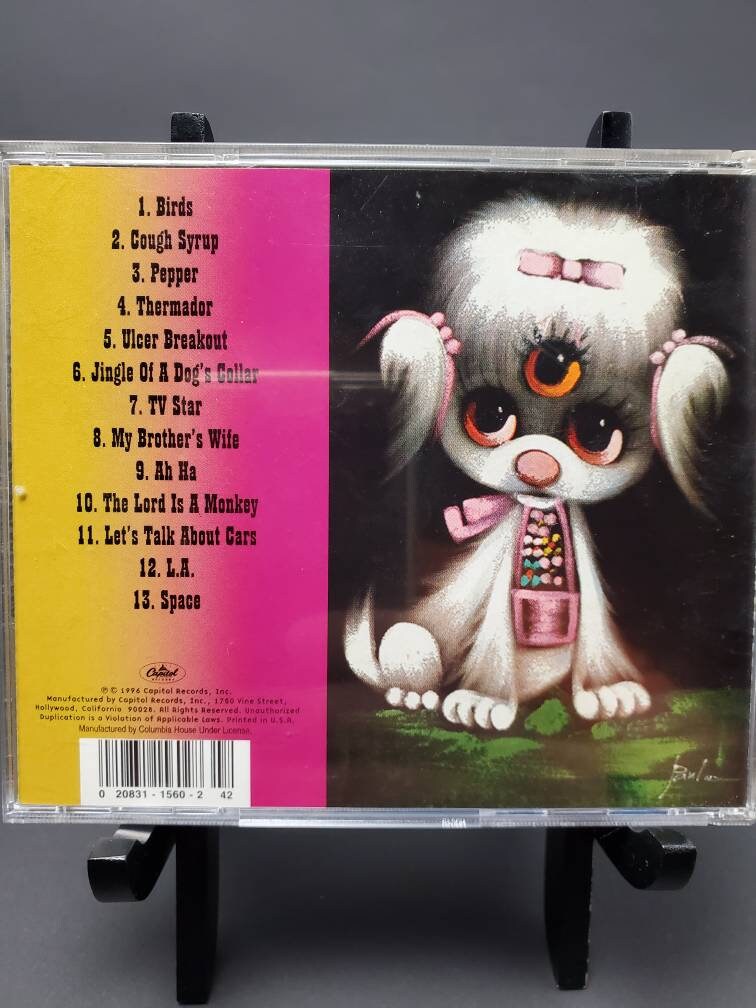 1. Birds
2. Cough Syrup
3. Pepper
4. Thermador
5. Ulcer Breakout
6. Jingle Of A Dog's Collar
7. TV Star
8. My Brother's Wife
9. Ah Ha
10. The Lord Is A Monkey
11. Let's Talk About Cars
12. L.A.
13. Space
Capitol
RECORDS
℗ © 1996 Capitol Records, Inc.
Manufactured by Capitol Records, Inc., 1750 Vine Street,
Hollywood, California 90028. All Rights Reserved. Unauthorized
Duplication is a Violation of Applicable Laws. Printed in U.S.A.
Manufactured by Columbia House Under License.
0 20831 - 1560 - 2 42